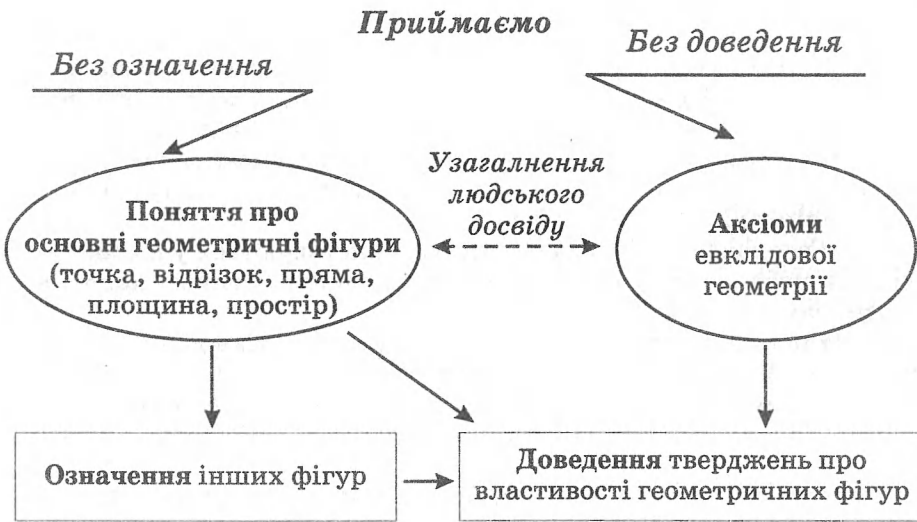 Приймаємо
Без означення
Без доведення
Узагалнення
людського
досвіду
Поняття про
основні геометричні фігури
(точка, відрізок, пряма,
площина, простір)
Аксіоми
евклідової
геометрії
Означення інших фігур
Доведення тверджень про
властивості геометричних фігур